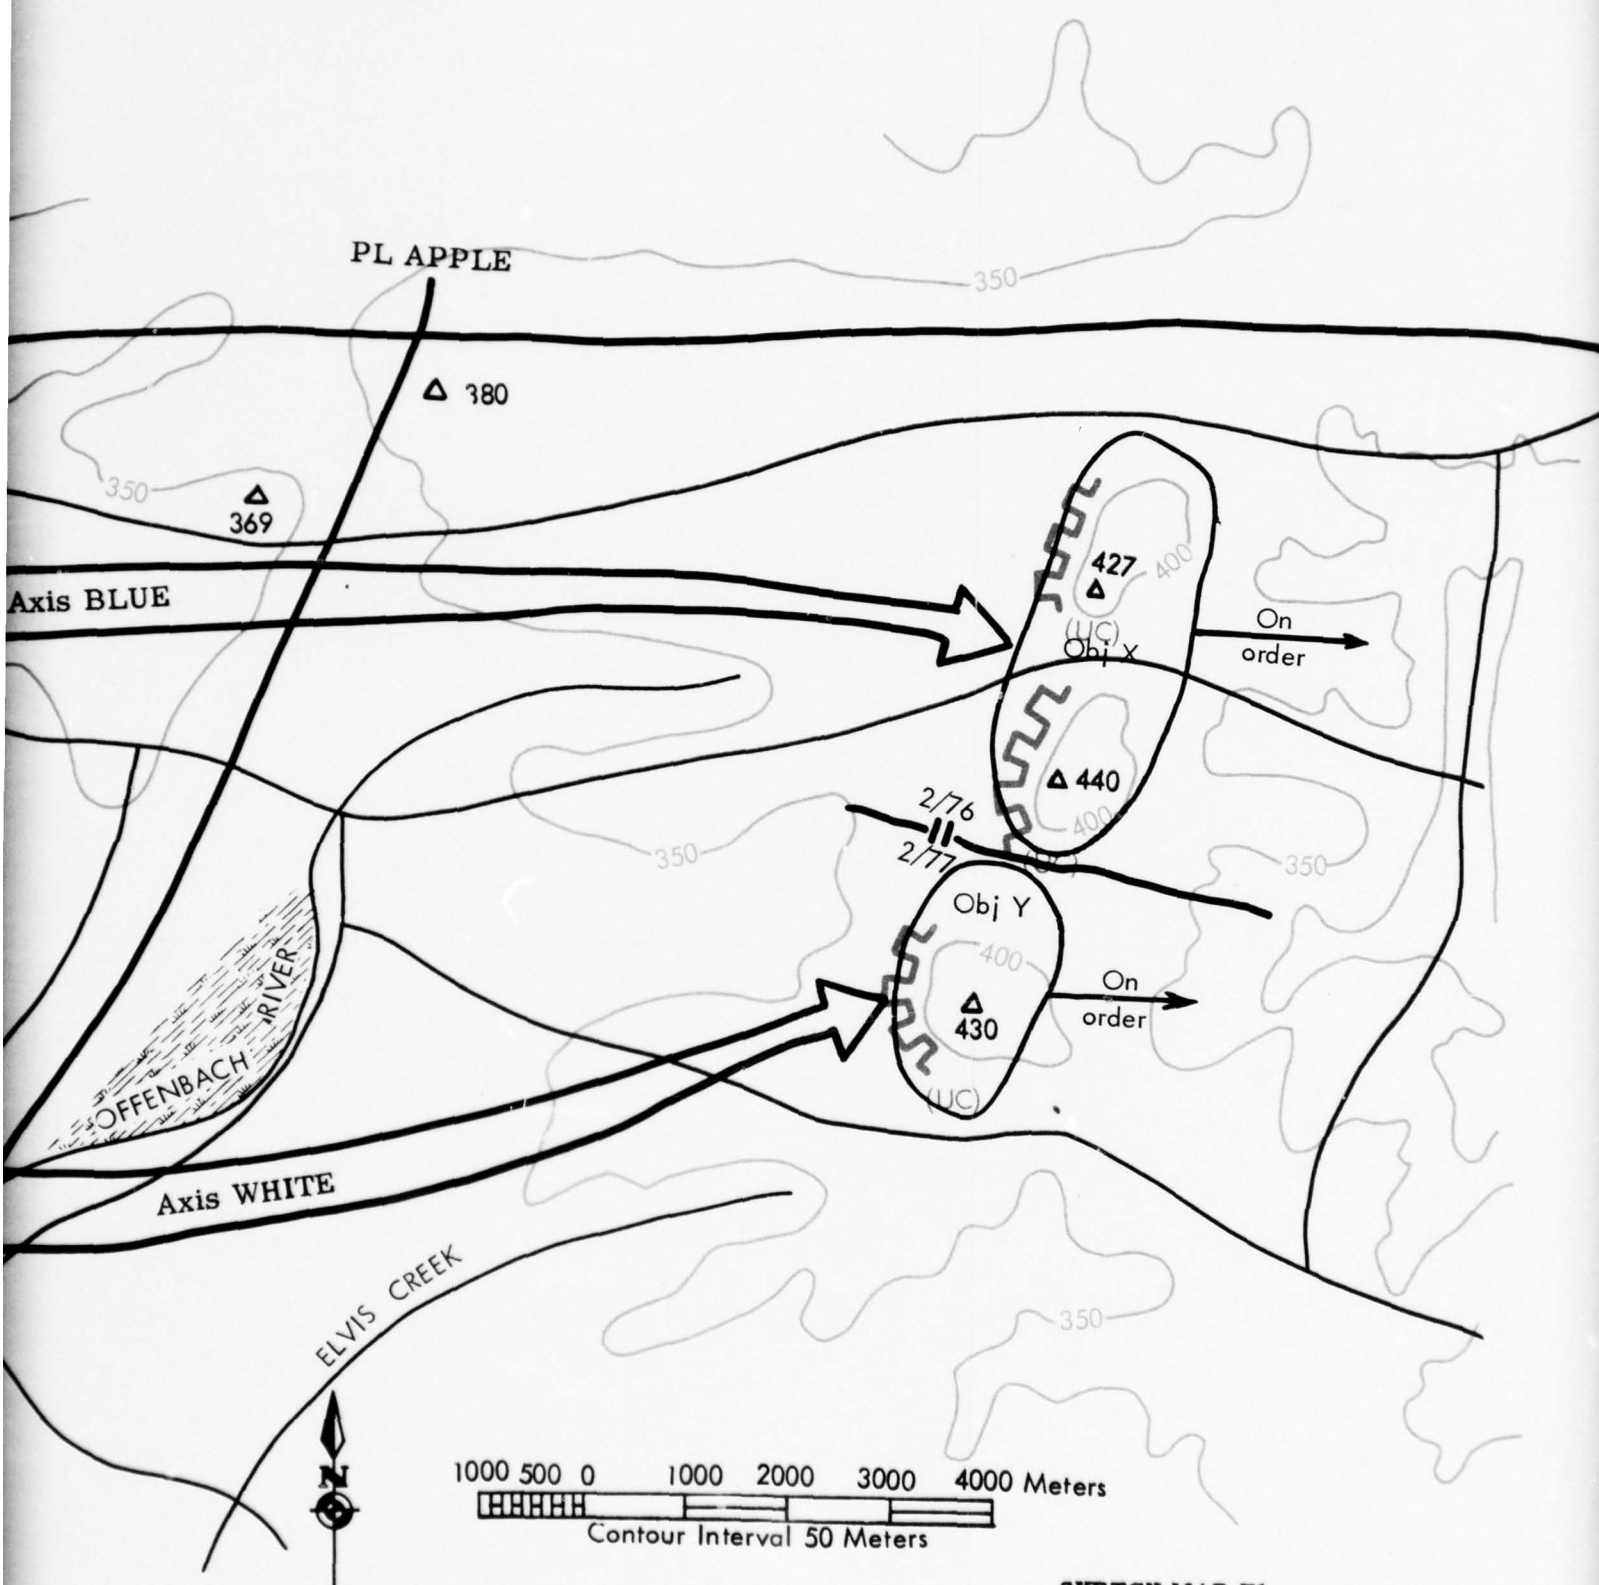 PL APPLE
350
380
350
369
Axis BLUE
427
400
(UC)
Obj X
On
order
440
2/76
400
2/77
350
(UC)
350
Obj Y
400
RIVER
On
order
430
OFFENBACH
(UC)
Axis WHITE
ELVIS CREEK
350
N
1000 500 0 1000 2000 3000 4000 Meters
Contour Interval 50 Meters